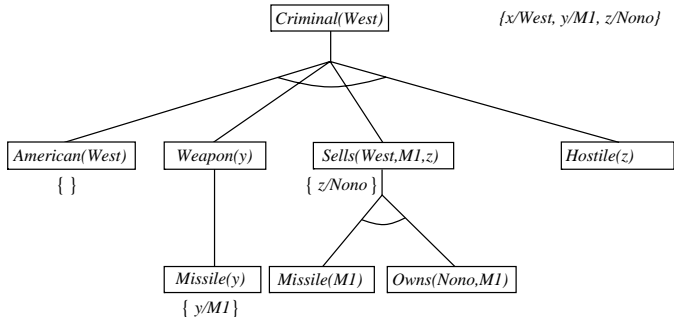 Criminal(West)
{x/West, y/M1, z/Nono}
American(West)
Weapon(y)
Sells(West,M1,z)
Hostile(z)
{ }
{ z/Nono }
Missile(y)
Missile(M1)
Owns(Nono,M1)
{ y/M1}